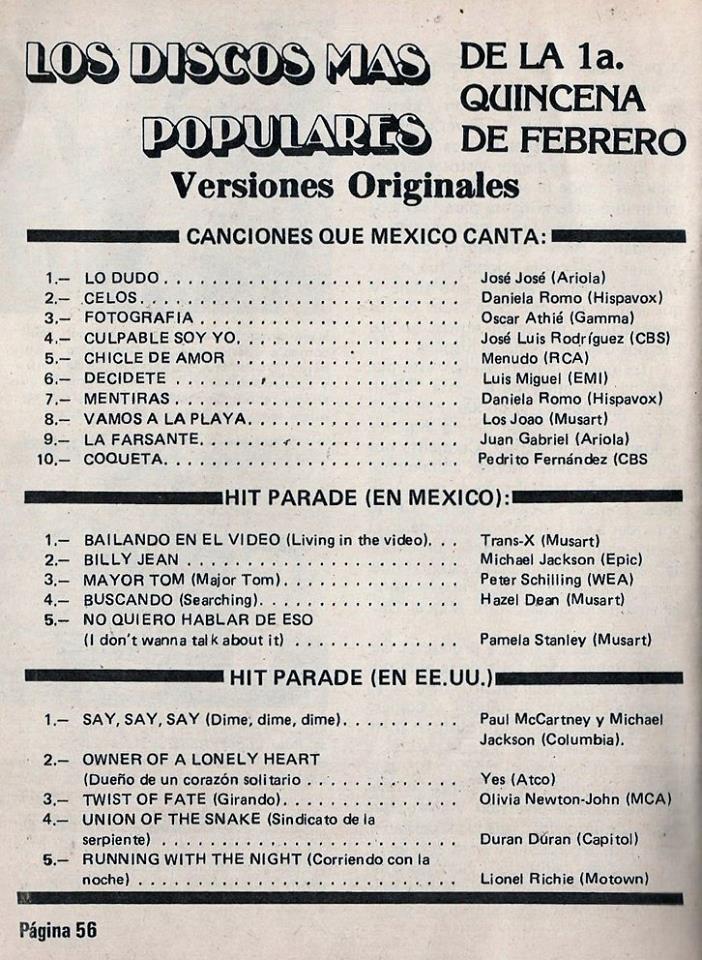 LOS DISCOS MAS POPULARES
DE LA 1a. QUINCENA DE FEBRERO
Versiones Originales
CANCIONES QUE MEXICO CANTA:
1.— LO DUDO . . . . . . . . . . . . . . . . . . . . . . . . José José (Ariola)
2.— CELOS. . . . . . . . . . . . . . . . . . . . . . . . . . Daniela Romo (Hispavox)
3.— FOTOGRAFIA . . . . . . . . . . . . . . . . . . . . . Oscar Athié (Gamma)
4.— CULPABLE SOY YO. . . . . . . . . . . . . . . . . . José Luis Rodríguez (CBS)
5.— CHICLE DE AMOR . . . . . . . . . . . . . . . . . . . Menudo (RCA)
6.— DECIDETE . . . . . . . . . . . . . . . . . . . . . . . Luis Miguel (EMI)
7.— MENTIRAS . . . . . . . . . . . . . . . . . . . . . . . Daniela Romo (Hispavox)
8.— VAMOS A LA PLAYA. . . . . . . . . . . . . . . . . Los Joao (Musart)
9.— LA FARSANTE. . . . . . . . . . . . . . . . . . . . . Juan Gabriel (Ariola)
10.— COQUETA. . . . . . . . . . . . . . . . . . . . . . . . Pedrito Fernández (CBS
HIT PARADE (EN MEXICO):
1.— BAILANDO EN EL VIDEO (Living in the video). . . Trans-X (Musart)
2.— BILLY JEAN . . . . . . . . . . . . . . . . . . . . . . Michael Jackson (Epic)
3.— MAYOR TOM (Major Tom). . . . . . . . . . . . . . Peter Schilling (WEA)
4.— BUSCANDO (Searching). . . . . . . . . . . . . . . . Hazel Dean (Musart)
5.— NO QUIERO HABLAR DE ESO
(I don't wanna talk about it) . . . . . . . . . . . . . Pamela Stanley (Musart)
HIT PARADE (EN EE.UU.)
1.— SAY, SAY, SAY (Dime, dime, dime). . . . . . . . . . Paul McCartney y Michael
Jackson (Columbia).
2.— OWNER OF A LONELY HEART
(Dueño de un corazón solitario . . . . . . . . . . . . Yes (Atco)
3.— TWIST OF FATE (Girando). . . . . . . . . . . . . . Olivia Newton-John (MCA)
4.— UNION OF THE SNAKE (Sindicato de la
serpiente) . . . . . . . . . . . . . . . . . . . . . . . . Duran Duran (Capitol)
5.— RUNNING WITH THE NIGHT (Corriendo con la
noche) . . . . . . . . . . . . . . . . . . . . . . . . . . Lionel Richie (Motown)
Página 56